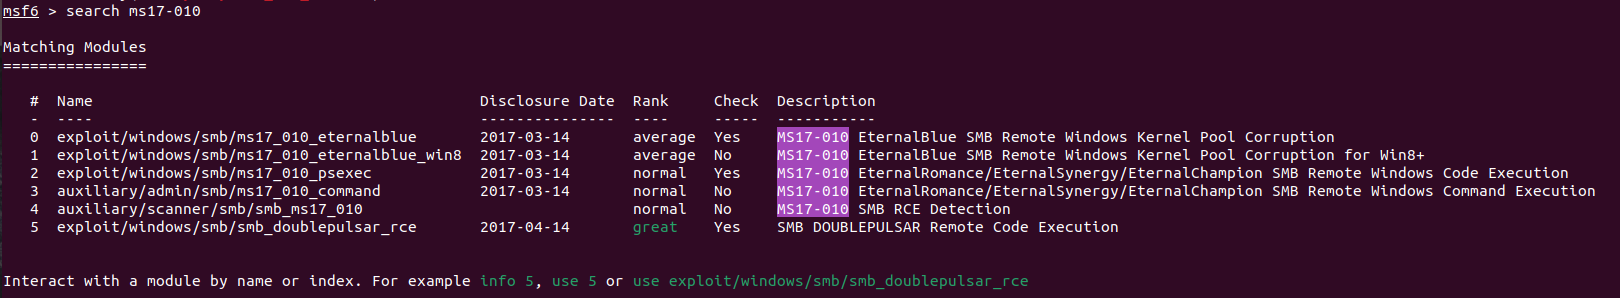 msf6 > search ms17-010
Matching Modules
================
# Name Disclosure Date Rank Check Description
- ---- --------------- ---- ----- -----------
0 exploit/windows/smb/ms17_010_eternalblue 2017-03-14 average Yes MS17-010 EternalBlue SMB Remote Windows Kernel Pool Corruption
1 exploit/windows/smb/ms17_010_eternalblue_win8 2017-03-14 average No MS17-010 EternalBlue SMB Remote Windows Kernel Pool Corruption for Win8+
2 exploit/windows/smb/ms17_010_psexec 2017-03-14 normal Yes MS17-010 EternalRomance/EternalSynergy/EternalChampion SMB Remote Windows Code Execution
3 auxiliary/admin/smb/ms17_010_command 2017-03-14 normal No MS17-010 EternalRomance/EternalSynergy/EternalChampion SMB Remote Windows Command Execution
4 auxiliary/scanner/smb/smb_ms17_010 normal No MS17-010 SMB RCE Detection
5 exploit/windows/smb/smb_doublepulsar_rce 2017-04-14 great Yes SMB DOUBLEPULSAR Remote Code Execution
Interact with a module by name or index. For example info 5, use 5 or use exploit/windows/smb/smb_doublepulsar_rce